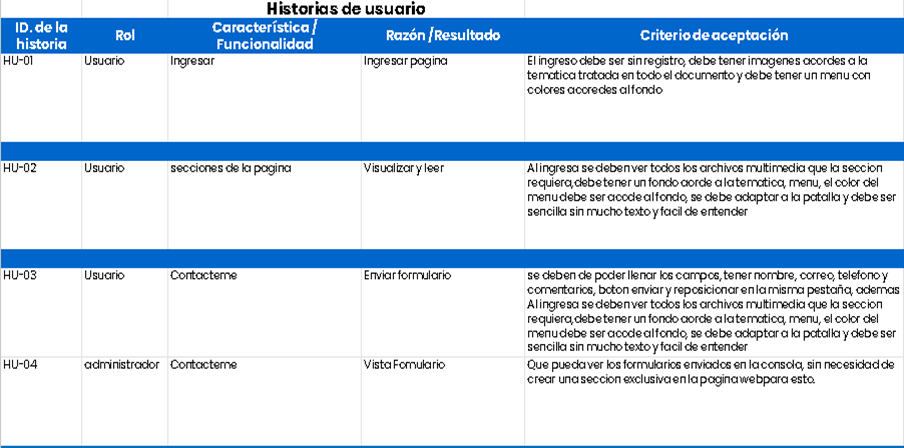 Historias de usuario
ID. de la historia Rol Característica / Funcionalidad Razón /Resultado Criterio de aceptación
HU-01 Usuario Ingresar Ingresar pagina El ingreso debe ser sin registro, debe tener imagenes acordes a la
tematica tratada en todo el documento y debe tener un menu con
colores acoredes al fondo
HU-02 Usuario secciones de la pagina Visualizar y leer Al ingresa se deben ver todos los archivos multimedia que la seccion
requiera,debe tener un fondo aorde a la tematica, menu, el color del
menu debe ser acode al fondo, se debe adaptar a la patalla y debe ser
sencilla sin mucho texto y facil de entender
HU-03 Usuario Contacteme Enviar formulario se deben de poder llenar los campos, tener nombre, correo, telefono y
comentarios, boton enviar y reposicionar en la misma pestaña, ademas
Al ingresa se deben ver todos los archivos multimedia que la seccion
requiera,debe tener un fondo aorde a la tematica, menu, el color del
menu debe ser acode al fondo, se debe adaptar a la patalla y debe ser
sencilla sin mucho texto y facil de entender
HU-04 administrador Contacteme Vista Fomulario Que pueda ver los formularios enviados en la consola, sin necesidad de
crear una seccion exclusiva en la pagina webpara esto.